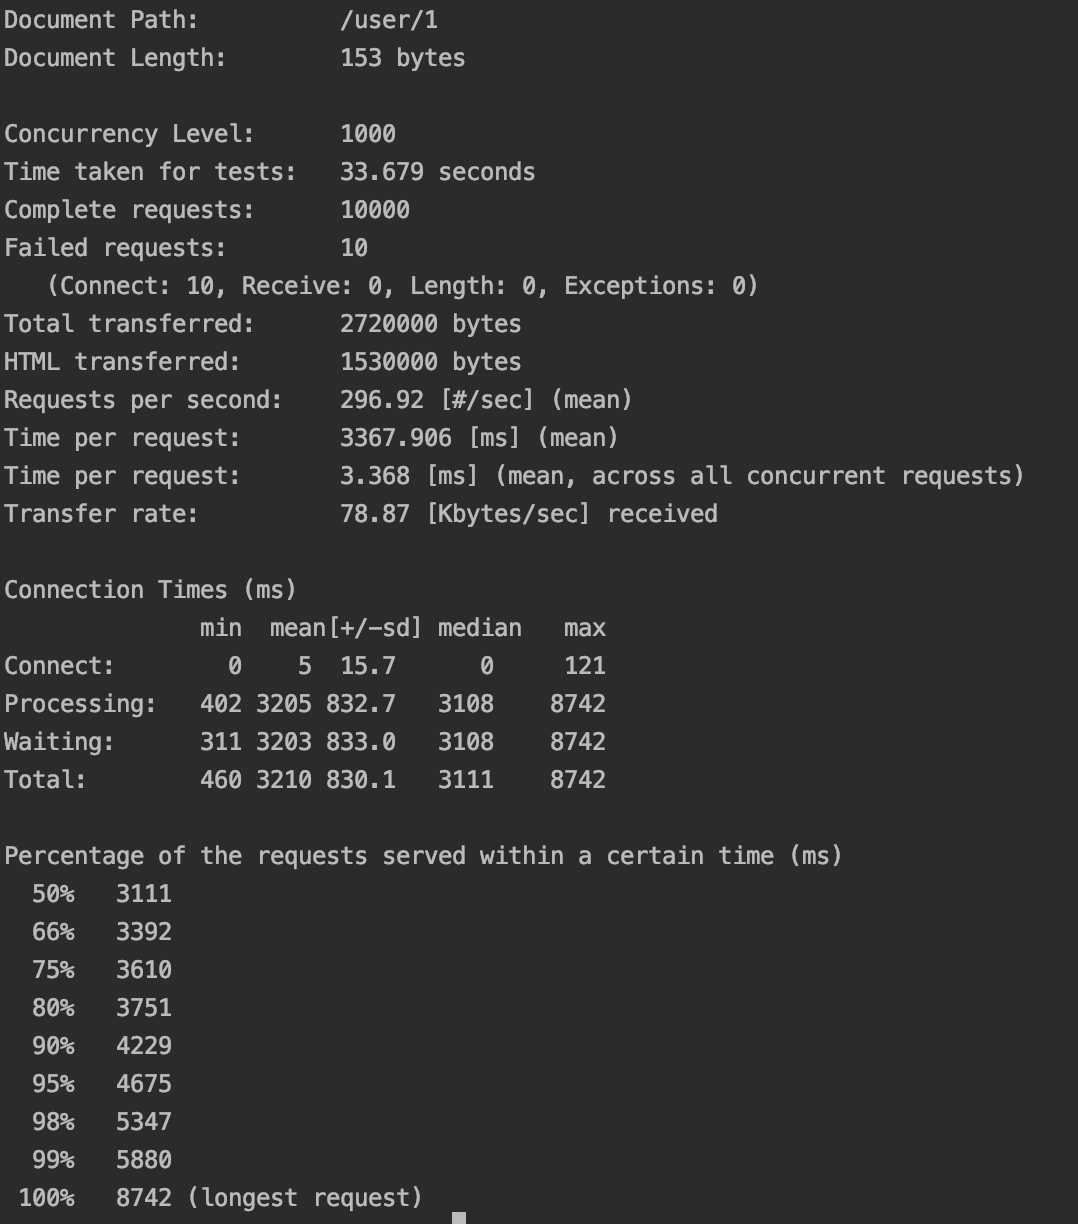 Document Path:          /user/1
Document Length:        153 bytes

Concurrency Level:      1000
Time taken for tests:   33.679 seconds
Complete requests:      10000
Failed requests:        10
   (Connect: 10, Receive: 0, Length: 0, Exceptions: 0)
Total transferred:      2720000 bytes
HTML transferred:       1530000 bytes
Requests per second:    296.92 [#/sec] (mean)
Time per request:       3367.906 [ms] (mean)
Time per request:       3.368 [ms] (mean, across all concurrent requests)
Transfer rate:          78.87 [Kbytes/sec] received

Connection Times (ms)
              min  mean[+/-sd] median   max
Connect:        0    5  15.7      0     121
Processing:   402 3205 832.7   3108    8742
Waiting:      311 3203 833.0   3108    8742
Total:        460 3210 830.1   3111    8742

Percentage of the requests served within a certain time (ms)
  50%   3111
  66%   3392
  75%   3610
  80%   3751
  90%   4229
  95%   4675
  98%   5347
  99%   5880
 100%   8742 (longest request)